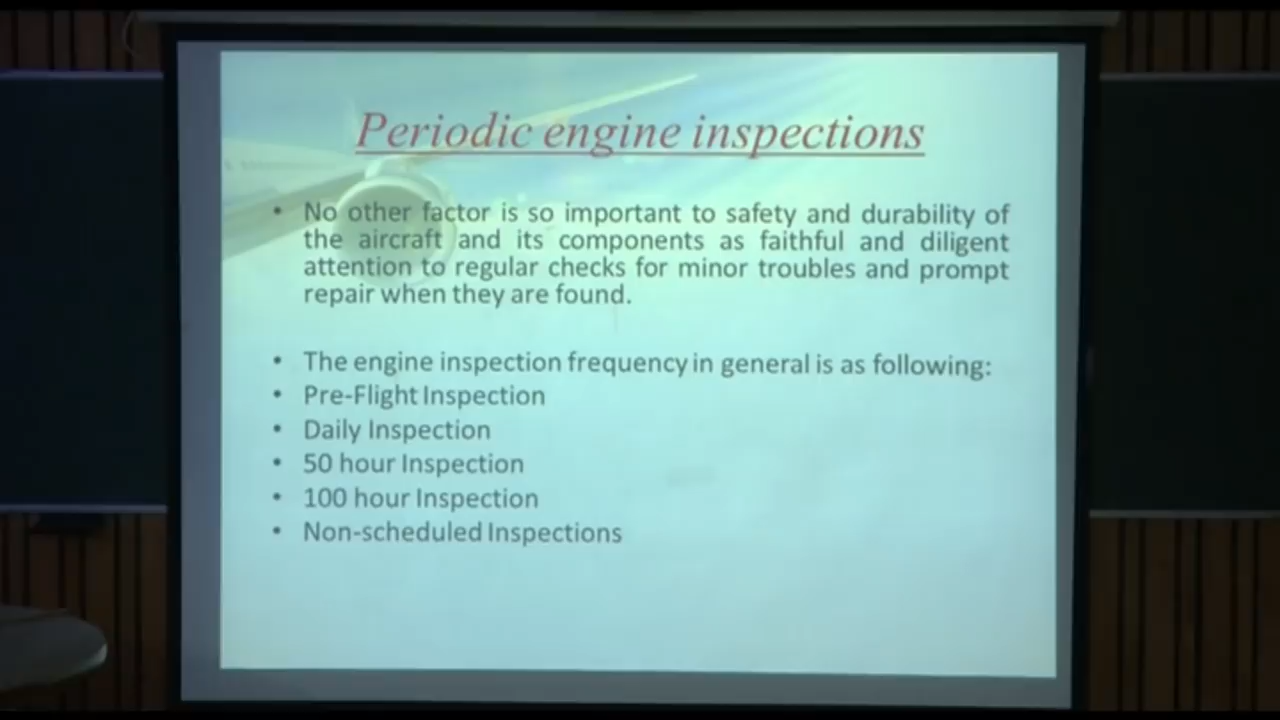 Periodic engine inspections
• No other factor is so important to safety and durability of
the aircraft and its components as faithful and diligent
attention to regular checks for minor troubles and prompt
repair when they are found.
• The engine inspection frequency in general is as following:
• Pre-Flight Inspection
• Daily Inspection
• 50 hour Inspection
• 100 hour Inspection
• Non-scheduled Inspections